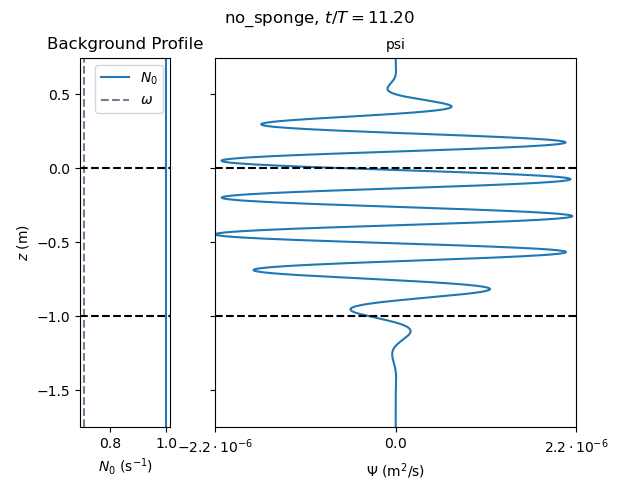 no_sponge, t/T = 11.20
Background Profile
psi
N₀
ω
0.5
0.0
−0.5
−1.0
−1.5
z (m)
0.8
1.0
N₀ (s⁻¹)
−2.2 · 10⁻⁶
0.0
2.2 · 10⁻⁶
Ψ (m²/s)